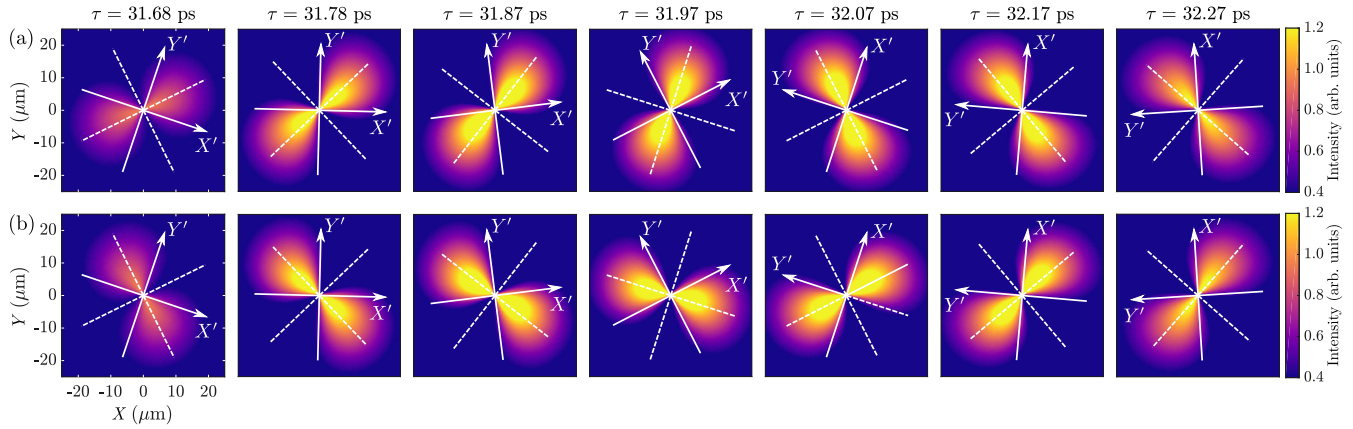 τ = 31.68 ps τ = 31.78 ps τ = 31.87 ps τ = 31.97 ps τ = 32.07 ps τ = 32.17 ps τ = 32.27 ps
(a)
Y (μm)
20
10
0
-10
-20
Y′ X′ Y′ X′ Y′ X′ Y′ X′ X′ Y′ X′ Y′ X′ Y′
1.2
1.0
0.8
0.6
0.4
Intensity (arb. units)
(b)
Y (μm)
20
10
0
-10
-20
Y′ X′ Y′ X′ Y′ X′ Y′ X′ X′ Y′ X′ Y′ X′ Y′
1.2
1.0
0.8
0.6
0.4
Intensity (arb. units)
-20 -10 0 10 20
X (μm)